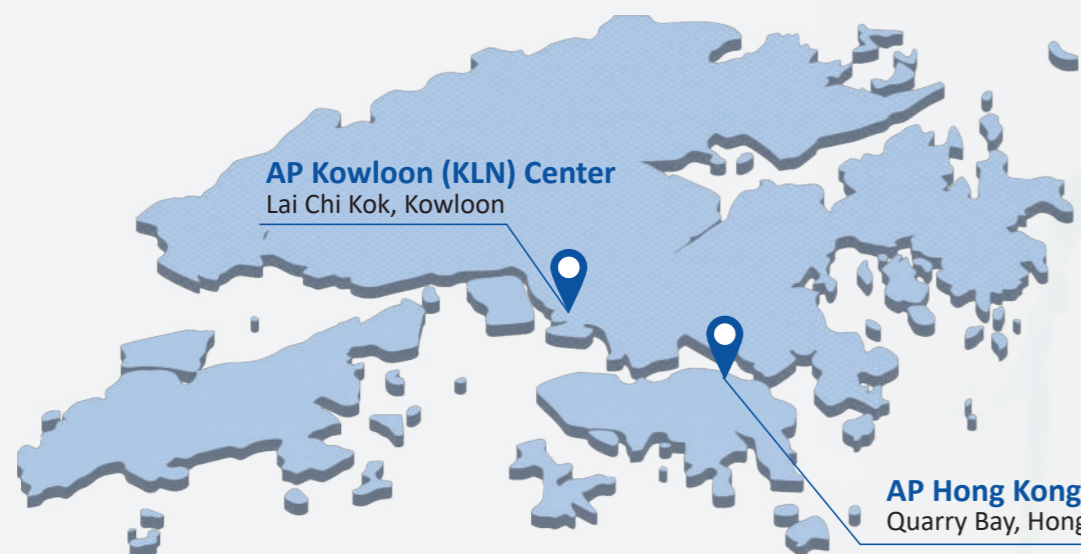 AP Kowloon (KLN) Center
Lai Chi Kok, Kowloon
AP Hong Kong
Quarry Bay, Hong